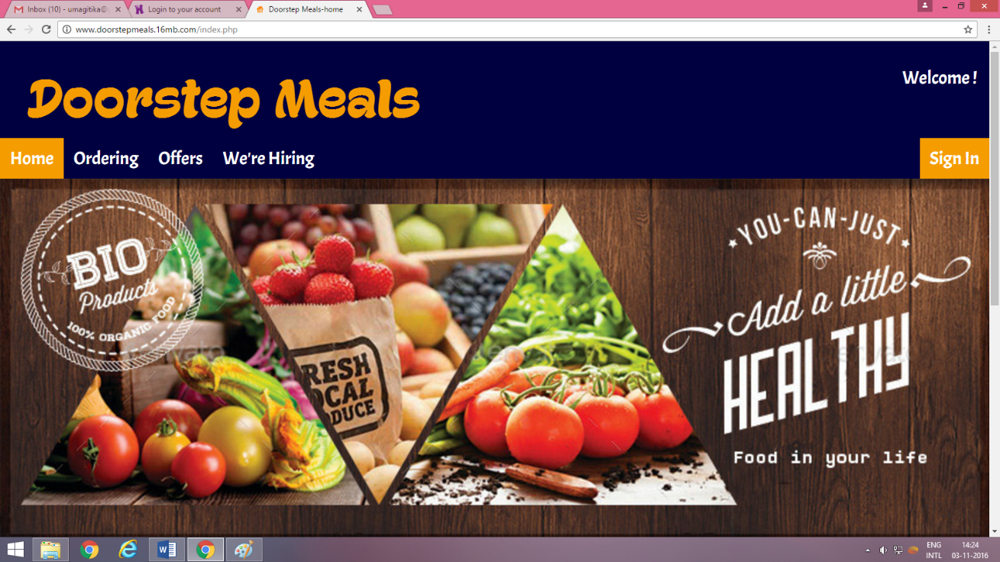 Inbox (10) - umagitika@
Login to your account
Doorstep Meals-home
www.doorstepmeals.16mb.com/index.php
Welcome !
Doorstep Meals
Home
Ordering
Offers
We're Hiring
Sign In
BIO
Products
100% ORGANIC FOOD
RESH
OCAL
ODUCE
YOU-CAN-JUST
Add a little
HEALTHY
Food in your life
ENG
INTL
14:24
03-11-2016